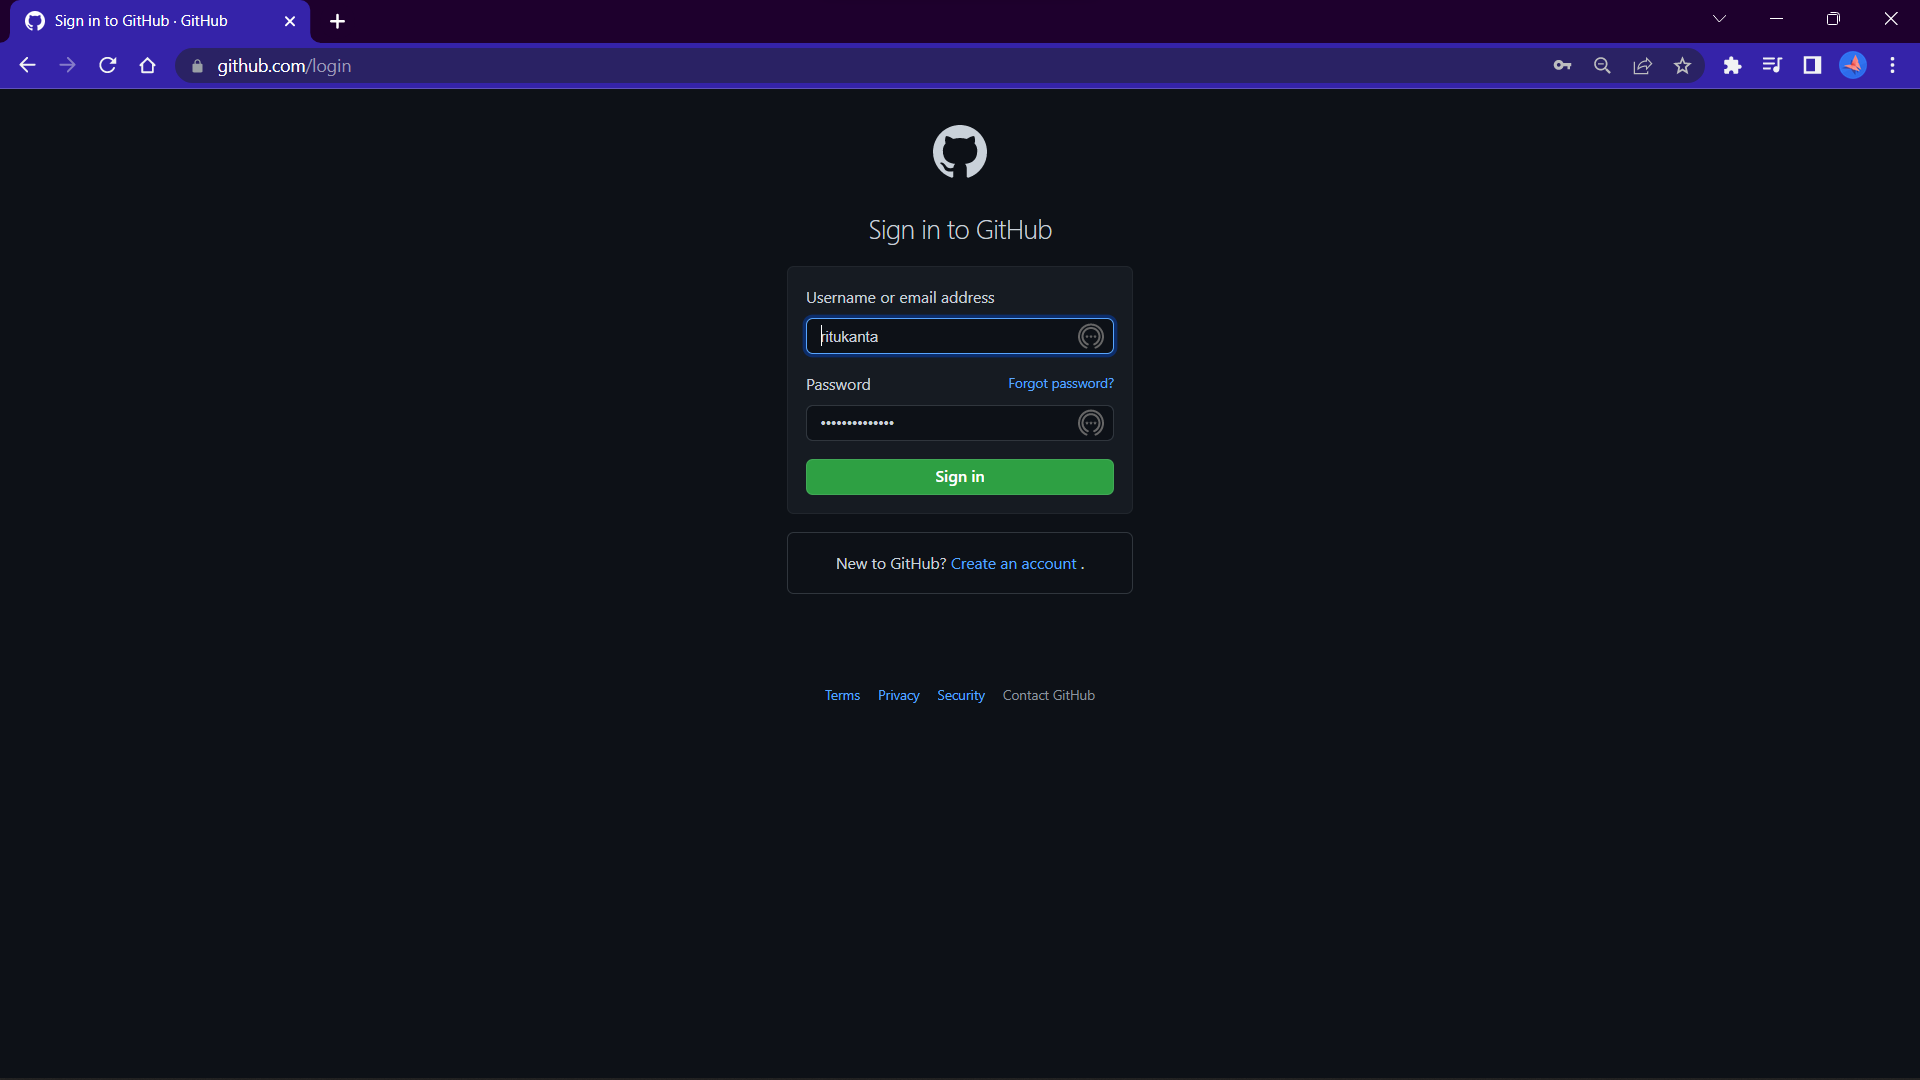 Sign in to GitHub · GitHub
github.com/login
Sign in to GitHub
Username or email address
ritukanta
Password Forgot password?
••••••••••••••
Sign in
New to GitHub? Create an account .
Terms Privacy Security Contact GitHub